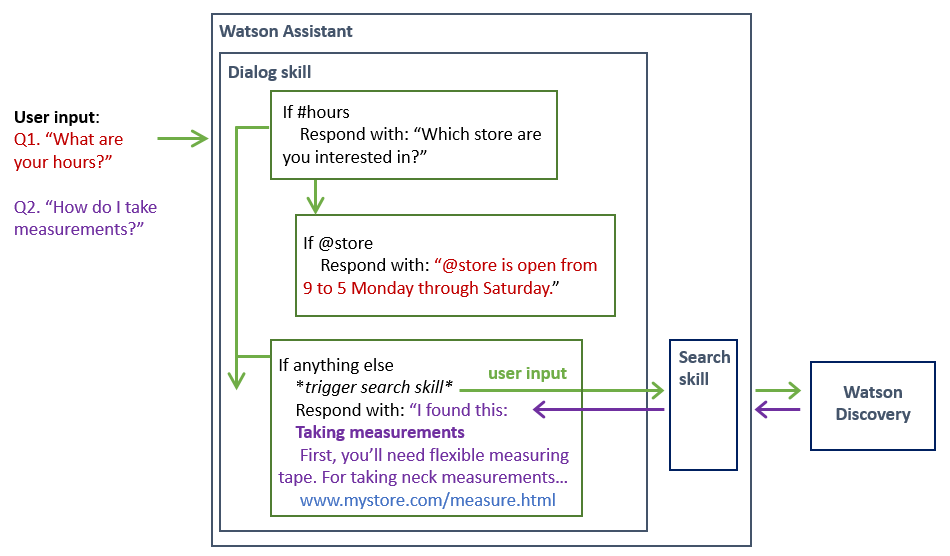 Watson Assistant
Dialog skill
User input:
Q1. “What are
your hours?”
Q2. “How do I take
measurements?”
If #hours
Respond with: “Which store are
you interested in?”
If @store
Respond with: “@store is open from
9 to 5 Monday through Saturday.”
If anything else
*trigger search skill*
Respond with: “I found this:
Taking measurements
First, you’ll need flexible measuring
tape. For taking neck measurements...
www.mystore.com/measure.html
user input
Search
skill
Watson
Discovery